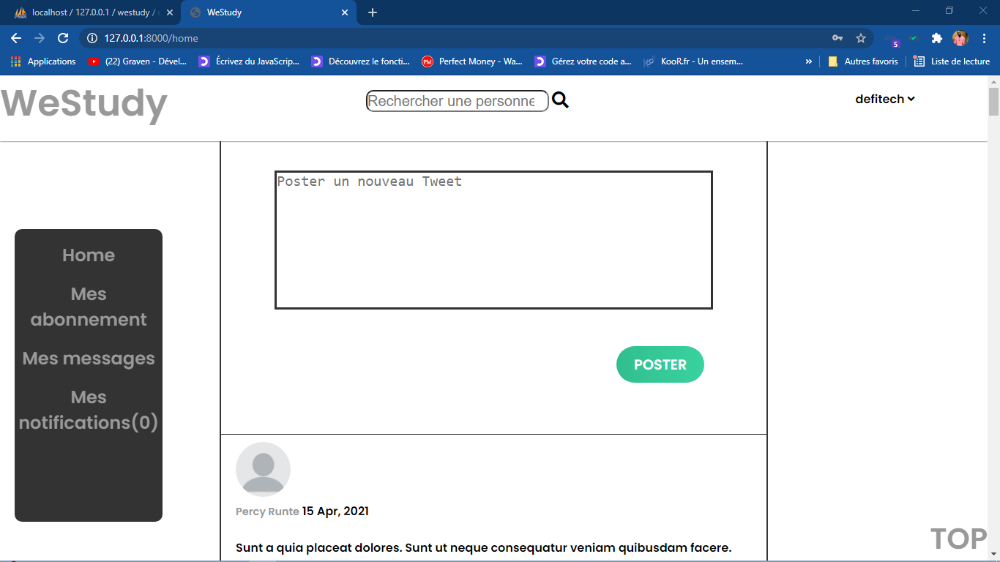 localhost / 127.0.0.1 / westudy /
WeStudy
127.0.0.1:8000/home
5
Applications
(22) Graven - Dével...
Écrivez du JavaScrip...
Découvrez le foncti...
PM
Perfect Money - Wa...
Gérez votre code a...
KooR.fr - Un ensem...
»
Autres favoris
Liste de lecture
WeStudy
Rechercher une personne
defitech
Poster un nouveau Tweet
POSTER
Home
Mes
abonnement
Mes messages
Mes
notifications(0)
Percy Runte 15 Apr, 2021
Sunt a quia placeat dolores. Sunt ut neque consequatur veniam quibusdam facere.
TOP